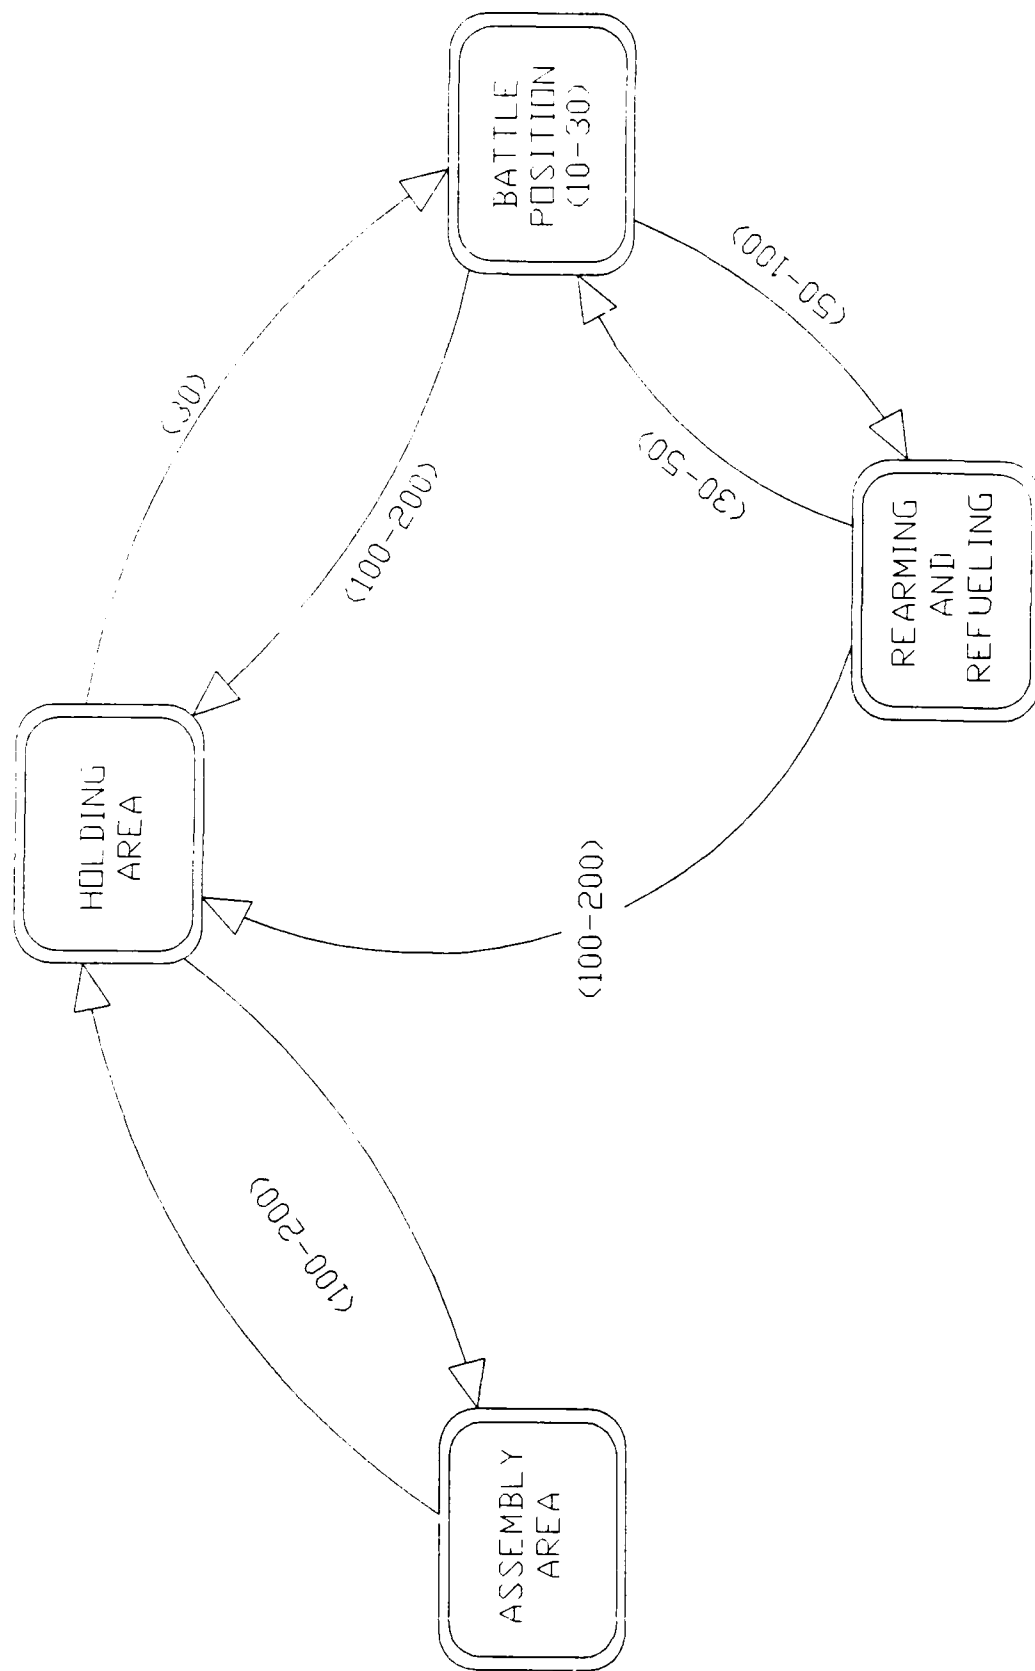 HOLDING
AREA
(30)
BATTLE
POSITION
(10-30)
(100-200)
(100-200)
(30-50)
(50-100)
ASSEMBLY
AREA
(100-200)
REARMING
AND
REFUELING